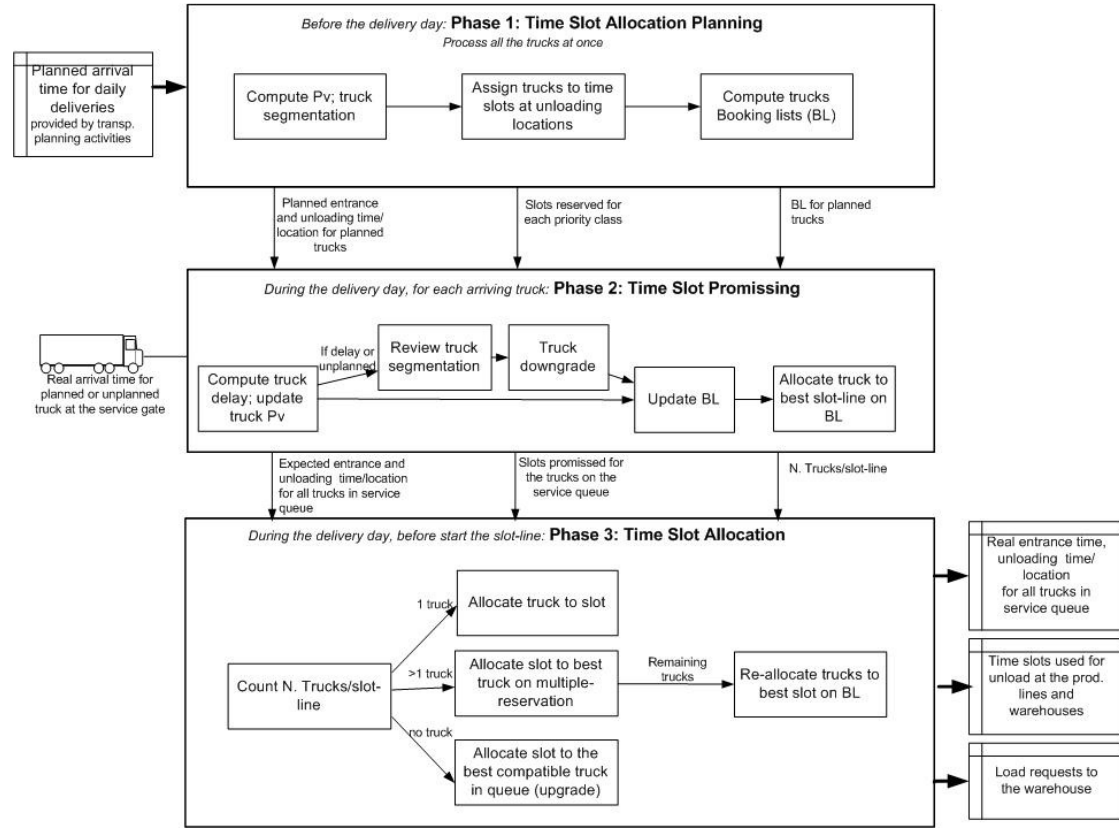 Before the delivery day: Phase 1: Time Slot Allocation Planning
Process all the trucks at once
Planned arrival
time for daily
deliveries
provided by transp.
planning activities
Compute Pv; truck
segmentation
Assign trucks to time
slots at unloading
locations
Compute trucks
Booking lists (BL)
Planned entrance
and unloading time/
location for planned
trucks
Slots reserved for
each priority class
BL for planned
trucks
During the delivery day, for each arriving truck: Phase 2: Time Slot Promissing
Real arrival time for
planned or unplanned
truck at the service gate
Compute truck
delay; update
truck Pv
If delay or
unplanned
Review truck
segmentation
Truck
downgrade
Update BL
Allocate truck to
best slot-line on
BL
Expected entrance and
unloading time/location
for all trucks in service
queue
Slots promissed for
the trucks on the
service queue
N. Trucks/slot-line
During the delivery day, before start the slot-line: Phase 3: Time Slot Allocation
Count N. Trucks/slot-
line
1 truck
Allocate truck to slot
>1 truck
Allocate slot to best
truck on multiple-
reservation
Remaining
trucks
Re-allocate trucks to
best slot on BL
no truck
Allocate slot to the
best compatible truck
in queue (upgrade)
Real entrance time,
unloading time/
location
for all trucks in
service queue
Time slots used for
unload at the prod.
lines and
warehouses
Load requests to
the warehouse